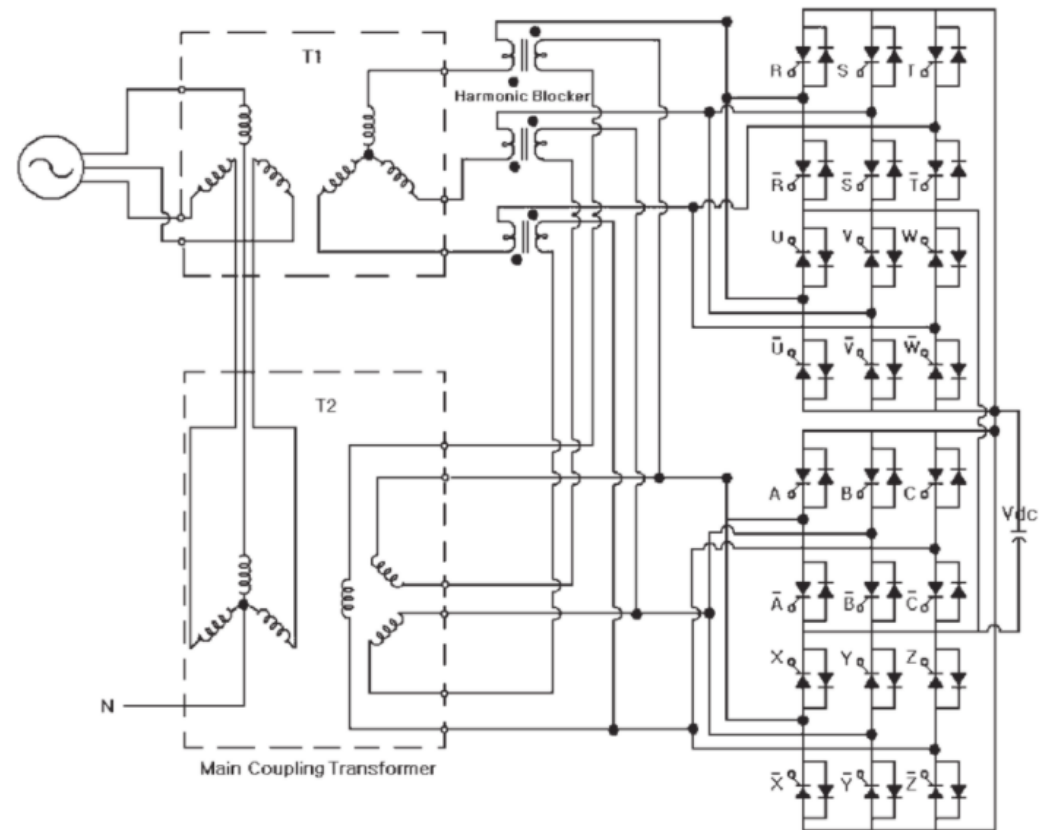 T1
Harmonic Blocker
R S T
R̅ S̅ T̅
U V W
U̅ V̅ W̅
T2
A B C
Vdc
A̅ B̅ C̅
X Y Z
N
Main Coupling Transformer
X̅ Y̅ Z̅